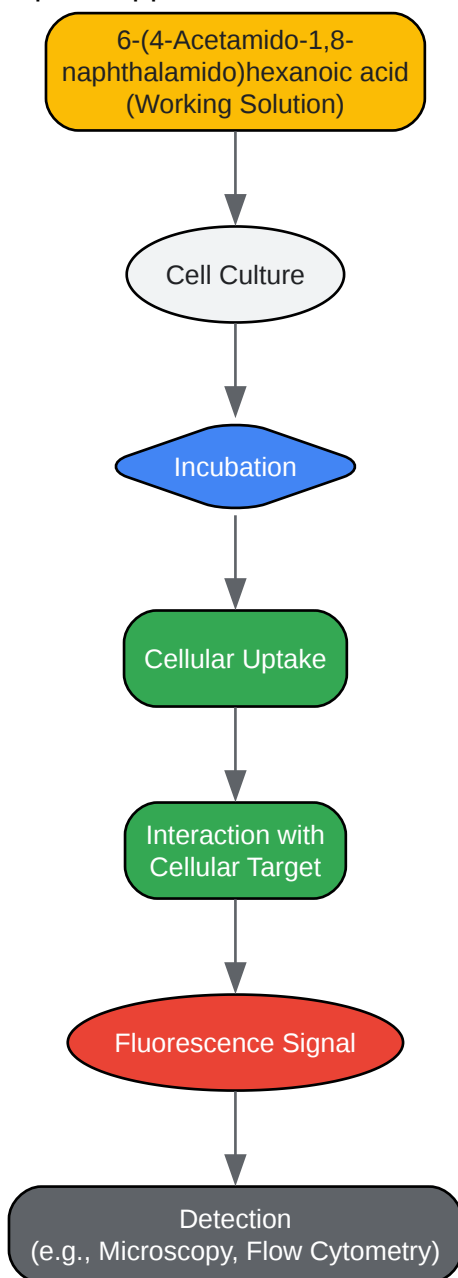 6-(4-Acetamido-1,8-
naphthalamido)hexanoic acid
(Working Solution)
Cell Culture
Incubation
Cellular Uptake
Interaction with
Cellular Target
Fluorescence Signal
Detection
(e.g., Microscopy, Flow Cytometry)